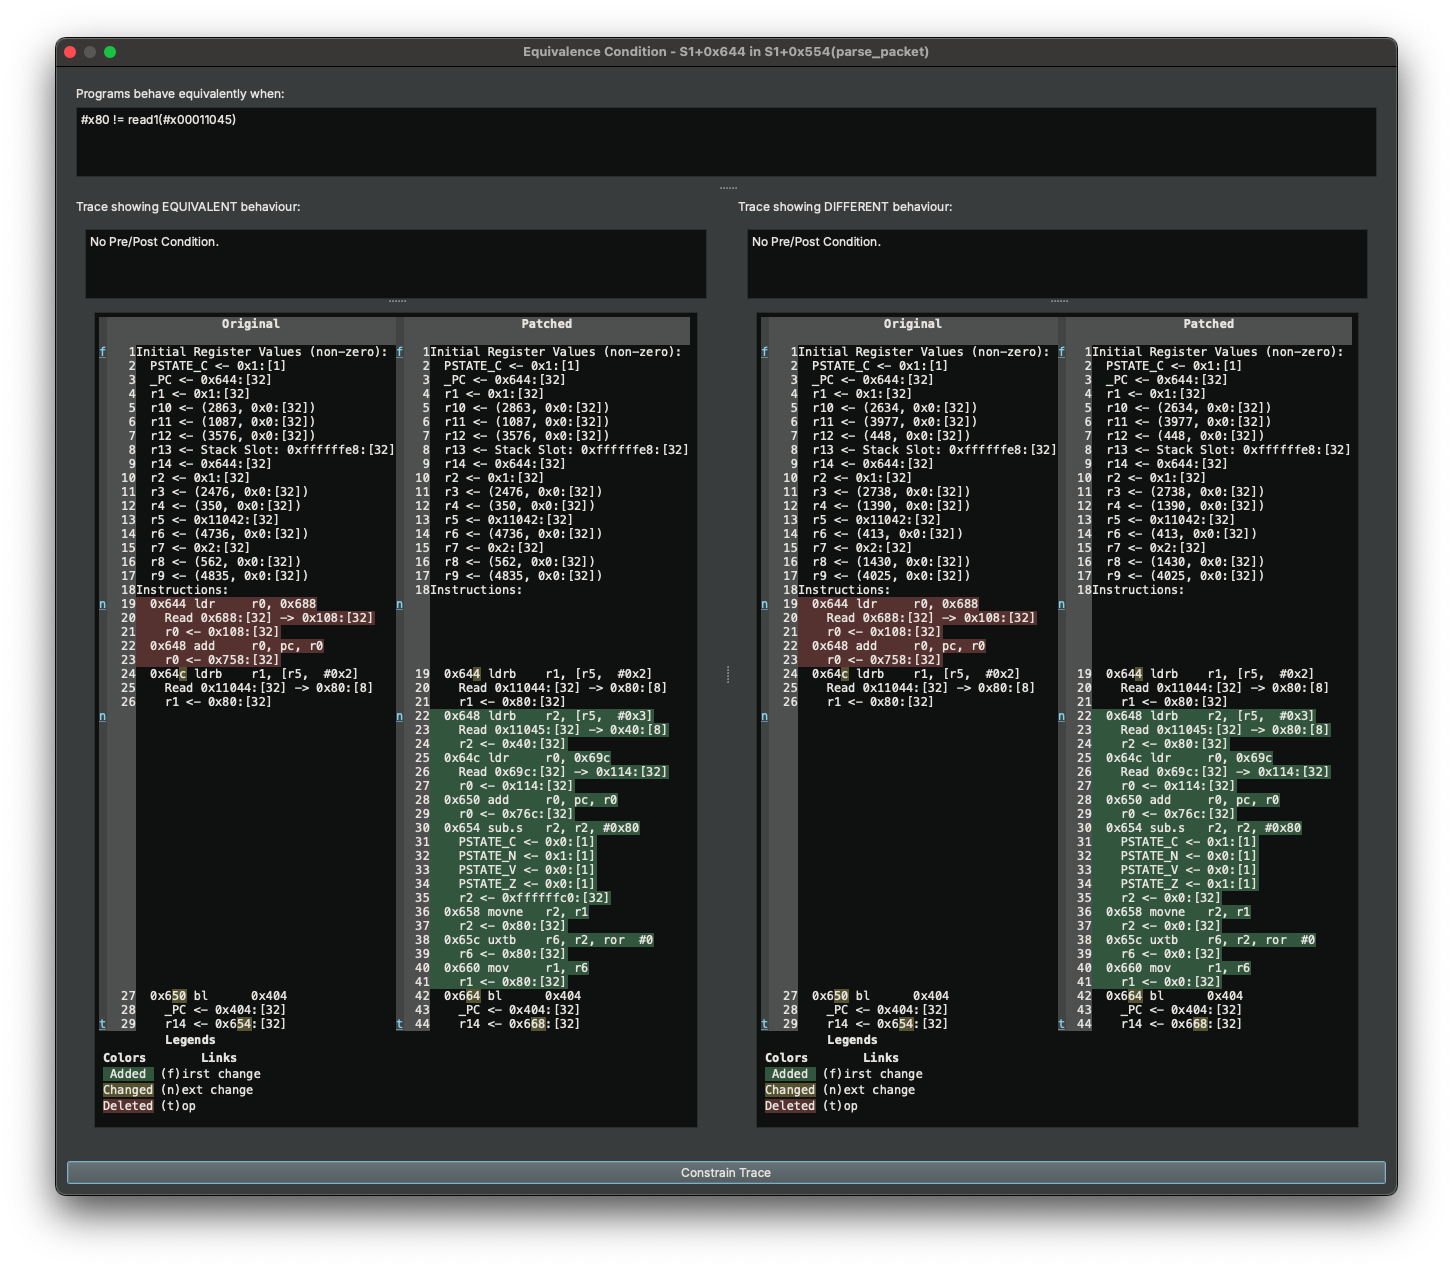 Equivalence Condition - S1+0x644 in S1+0x554(parse_packet)
Programs behave equivalently when:
#x80 != read1(#x00011045)
Trace showing EQUIVALENT behaviour:
No Pre/Post Condition.
Original Patched
f 1Initial Register Values (non-zero): f 1Initial Register Values (non-zero):
2 PSTATE_C <- 0x1:[1] 2 PSTATE_C <- 0x1:[1]
3 _PC <- 0x644:[32] 3 _PC <- 0x644:[32]
4 r1 <- 0x1:[32] 4 r1 <- 0x1:[32]
5 r10 <- (2863, 0x0:[32]) 5 r10 <- (2863, 0x0:[32])
6 r11 <- (1087, 0x0:[32]) 6 r11 <- (1087, 0x0:[32])
7 r12 <- (3576, 0x0:[32]) 7 r12 <- (3576, 0x0:[32])
8 r13 <- Stack Slot: 0xffffffe8:[32] 8 r13 <- Stack Slot: 0xffffffe8:[32]
9 r14 <- 0x644:[32] 9 r14 <- 0x644:[32]
10 r2 <- 0x1:[32] 10 r2 <- 0x1:[32]
11 r3 <- (2476, 0x0:[32]) 11 r3 <- (2476, 0x0:[32])
12 r4 <- (350, 0x0:[32]) 12 r4 <- (350, 0x0:[32])
13 r5 <- 0x11042:[32] 13 r5 <- 0x11042:[32]
14 r6 <- (4736, 0x0:[32]) 14 r6 <- (4736, 0x0:[32])
15 r7 <- 0x2:[32] 15 r7 <- 0x2:[32]
16 r8 <- (562, 0x0:[32]) 16 r8 <- (562, 0x0:[32])
17 r9 <- (4835, 0x0:[32]) 17 r9 <- (4835, 0x0:[32])
18Instructions: 18Instructions:
n 19 0x644 ldr r0, 0x688 n
20 Read 0x688:[32] -> 0x108:[32]
21 r0 <- 0x108:[32]
22 0x648 add r0, pc, r0
23 r0 <- 0x758:[32]
24 0x64c ldrb r1, [r5, #0x2] 19 0x644 ldrb r1, [r5, #0x2]
25 Read 0x11044:[32] -> 0x80:[8] 20 Read 0x11044:[32] -> 0x80:[8]
26 r1 <- 0x80:[32] 21 r1 <- 0x80:[32]
n n 22 0x648 ldrb r2, [r5, #0x3]
23 Read 0x11045:[32] -> 0x40:[8]
24 r2 <- 0x40:[32]
25 0x64c ldr r0, 0x69c
26 Read 0x69c:[32] -> 0x114:[32]
27 r0 <- 0x114:[32]
28 0x650 add r0, pc, r0
29 r0 <- 0x76c:[32]
30 0x654 sub.s r2, r2, #0x80
31 PSTATE_C <- 0x0:[1]
32 PSTATE_N <- 0x1:[1]
33 PSTATE_V <- 0x0:[1]
34 PSTATE_Z <- 0x0:[1]
35 r2 <- 0xffffffc0:[32]
36 0x658 movne r2, r1
37 r2 <- 0x80:[32]
38 0x65c uxtb r6, r2, ror #0
39 r6 <- 0x80:[32]
40 0x660 mov r1, r6
41 r1 <- 0x80:[32]
27 0x650 bl 0x404 42 0x664 bl 0x404
28 _PC <- 0x404:[32] 43 _PC <- 0x404:[32]
t 29 r14 <- 0x654:[32] t 44 r14 <- 0x668:[32]
Legends
Colors Links
Added (f)irst change
Changed (n)ext change
Deleted (t)op
Trace showing DIFFERENT behaviour:
No Pre/Post Condition.
Original Patched
f 1Initial Register Values (non-zero): f 1Initial Register Values (non-zero):
2 PSTATE_C <- 0x1:[1] 2 PSTATE_C <- 0x1:[1]
3 _PC <- 0x644:[32] 3 _PC <- 0x644:[32]
4 r1 <- 0x1:[32] 4 r1 <- 0x1:[32]
5 r10 <- (2634, 0x0:[32]) 5 r10 <- (2634, 0x0:[32])
6 r11 <- (3977, 0x0:[32]) 6 r11 <- (3977, 0x0:[32])
7 r12 <- (448, 0x0:[32]) 7 r12 <- (448, 0x0:[32])
8 r13 <- Stack Slot: 0xffffffe8:[32] 8 r13 <- Stack Slot: 0xffffffe8:[32]
9 r14 <- 0x644:[32] 9 r14 <- 0x644:[32]
10 r2 <- 0x1:[32] 10 r2 <- 0x1:[32]
11 r3 <- (2738, 0x0:[32]) 11 r3 <- (2738, 0x0:[32])
12 r4 <- (1390, 0x0:[32]) 12 r4 <- (1390, 0x0:[32])
13 r5 <- 0x11042:[32] 13 r5 <- 0x11042:[32]
14 r6 <- (413, 0x0:[32]) 14 r6 <- (413, 0x0:[32])
15 r7 <- 0x2:[32] 15 r7 <- 0x2:[32]
16 r8 <- (1430, 0x0:[32]) 16 r8 <- (1430, 0x0:[32])
17 r9 <- (4025, 0x0:[32]) 17 r9 <- (4025, 0x0:[32])
18Instructions: 18Instructions:
n 19 0x644 ldr r0, 0x688 n
20 Read 0x688:[32] -> 0x108:[32]
21 r0 <- 0x108:[32]
22 0x648 add r0, pc, r0
23 r0 <- 0x758:[32]
24 0x64c ldrb r1, [r5, #0x2] 19 0x644 ldrb r1, [r5, #0x2]
25 Read 0x11044:[32] -> 0x80:[8] 20 Read 0x11044:[32] -> 0x80:[8]
26 r1 <- 0x80:[32] 21 r1 <- 0x80:[32]
n n 22 0x648 ldrb r2, [r5, #0x3]
23 Read 0x11045:[32] -> 0x80:[8]
24 r2 <- 0x80:[32]
25 0x64c ldr r0, 0x69c
26 Read 0x69c:[32] -> 0x114:[32]
27 r0 <- 0x114:[32]
28 0x650 add r0, pc, r0
29 r0 <- 0x76c:[32]
30 0x654 sub.s r2, r2, #0x80
31 PSTATE_C <- 0x1:[1]
32 PSTATE_N <- 0x0:[1]
33 PSTATE_V <- 0x0:[1]
34 PSTATE_Z <- 0x1:[1]
35 r2 <- 0x0:[32]
36 0x658 movne r2, r1
37 r2 <- 0x0:[32]
38 0x65c uxtb r6, r2, ror #0
39 r6 <- 0x0:[32]
40 0x660 mov r1, r6
41 r1 <- 0x0:[32]
27 0x650 bl 0x404 42 0x664 bl 0x404
28 _PC <- 0x404:[32] 43 _PC <- 0x404:[32]
t 29 r14 <- 0x654:[32] t 44 r14 <- 0x668:[32]
Legends
Colors Links
Added (f)irst change
Changed (n)ext change
Deleted (t)op
Constrain Trace